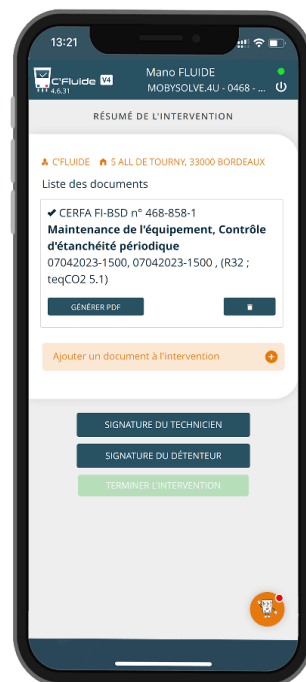 13:21
C'Fluide V4
4.6.31
Mano FLUIDE
MOBYSOLVE.4U - 0468 - ...
RÉSUMÉ DE L'INTERVENTION
C'FLUIDE 5 ALL DE TOURNY, 33000 BORDEAUX
Liste des documents
✔ CERFA FI-BSD n° 468-858-1
Maintenance de l'équipement, Contrôle
d'étanchéité périodique
07042023-1500, 07042023-1500 , (R32 ;
teqCO2 5.1)
GÉNÉRER PDF
Ajouter un document à l'intervention
SIGNATURE DU TECHNICIEN
SIGNATURE DU DÉTENTEUR
TERMINER L'INTERVENTION